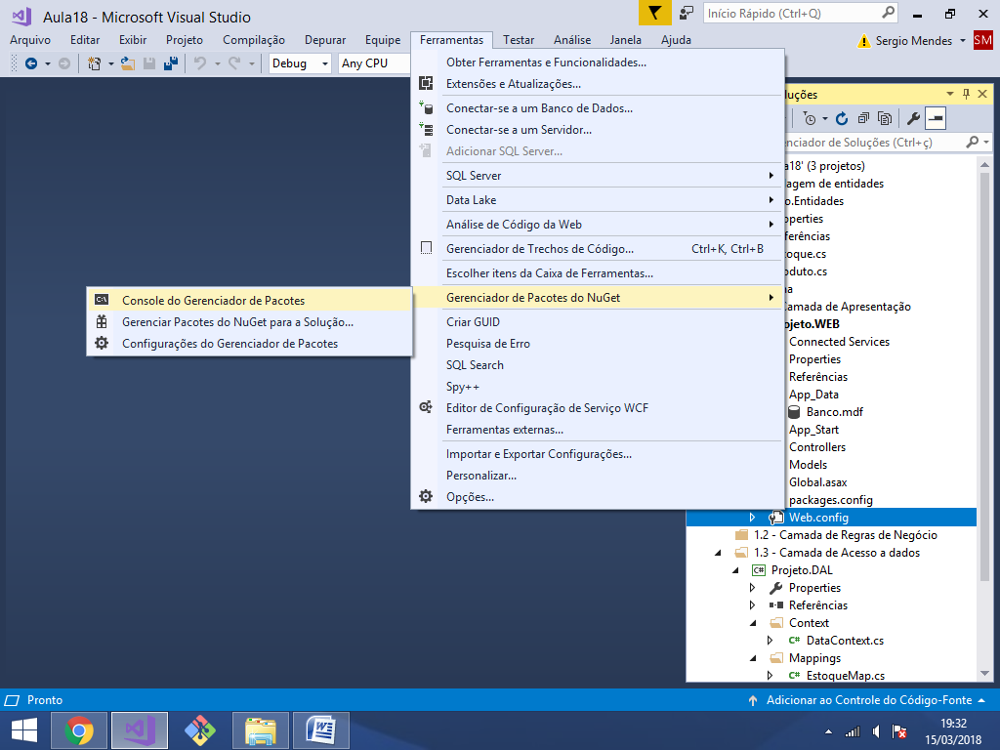 Aula18 - Microsoft Visual Studio
Início Rápido (Ctrl+Q)
Arquivo Editar Exibir Projeto Compilação Depurar Equipe Ferramentas Testar Análise Janela Ajuda
Sergio Mendes
SM
Debug
Any CPU
Obter Ferramentas e Funcionalidades...
Extensões e Atualizações...
Conectar-se a um Banco de Dados...
Conectar-se a um Servidor...
Adicionar SQL Server...
SQL Server
Data Lake
Análise de Código da Web
Gerenciador de Trechos de Código... Ctrl+K, Ctrl+B
Escolher itens da Caixa de Ferramentas...
Gerenciador de Pacotes do NuGet
Criar GUID
Pesquisa de Erro
SQL Search
Spy++
Editor de Configuração de Serviço WCF
Ferramentas externas...
Importar e Exportar Configurações...
Personalizar...
Opções...
Console do Gerenciador de Pacotes
Gerenciar Pacotes do NuGet para a Solução...
Configurações do Gerenciador de Pacotes
luções
enciador de Soluções (Ctrl+ç)
a18' (3 projetos)
agem de entidades
o.Entidades
operties
ferências
oque.cs
oduto.cs
na
Camada de Apresentação
ojeto.WEB
Connected Services
Properties
Referências
App_Data
Banco.mdf
App_Start
Controllers
Models
Global.asax
packages.config
Web.config
1.2 - Camada de Regras de Negócio
1.3 - Camada de Acesso a dados
C# Projeto.DAL
Properties
Referências
Context
C# DataContext.cs
Mappings
C# EstoqueMap.cs
Pronto
Adicionar ao Controle do Código-Fonte
19:32
15/03/2018